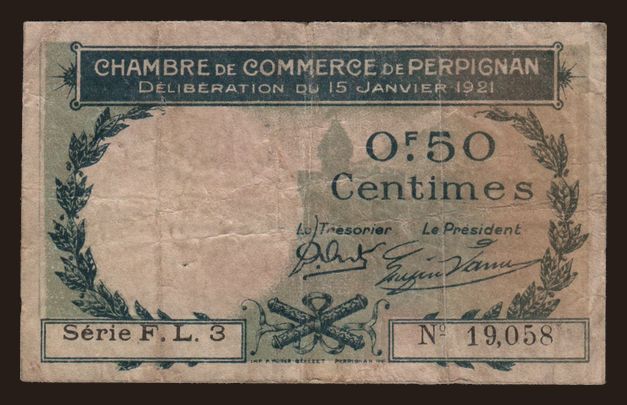 CHAMBRE DE COMMERCE DE PERPIGNAN
DÉLIBÉRATION DU 15 JANVIER 1921
0F.50
Centimes
Le Trésorier Le Président
Série F. L. 3
No 19,058
PERPIGNAN